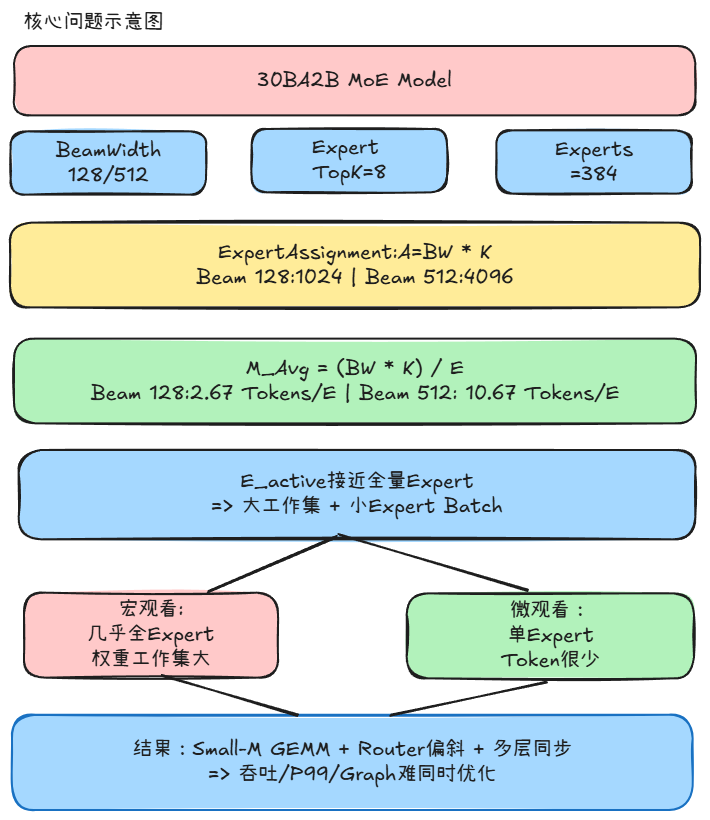 核心问题示意图
30BA2B MoE Model
BeamWidth
128/512
Expert
TopK=8
Experts
=384
ExpertAssignment:A=BW * K
Beam 128:1024 | Beam 512:4096
M_Avg = (BW * K) / E
Beam 128:2.67 Tokens/E | Beam 512: 10.67 Tokens/E
E_active接近全量Expert
=> 大工作集 + 小Expert Batch
宏观看:
几乎全Expert
权重工作集大
微观看：
单Expert
Token很少
结果：Small-M GEMM + Router偏斜 + 多层同步
=> 吞吐/P99/Graph难同时优化